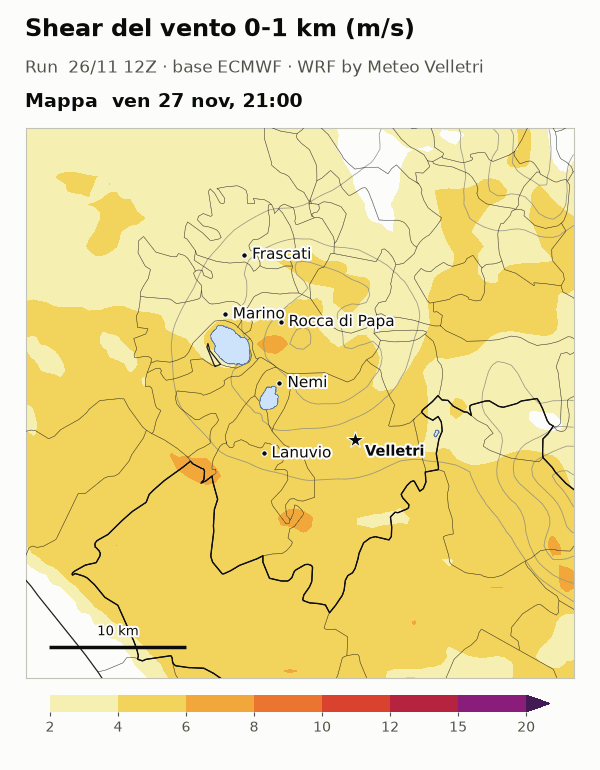 Shear del vento 0-1 km (m/s)
Run  26/11 12Z · base ECMWF · WRF by Meteo Velletri
Mappa  ven 27 nov, 21:00
Frascati
Marino
Rocca di Papa
Nemi
Velletri
Lanuvio
10 km
2 4 6 8 10 12 15 20